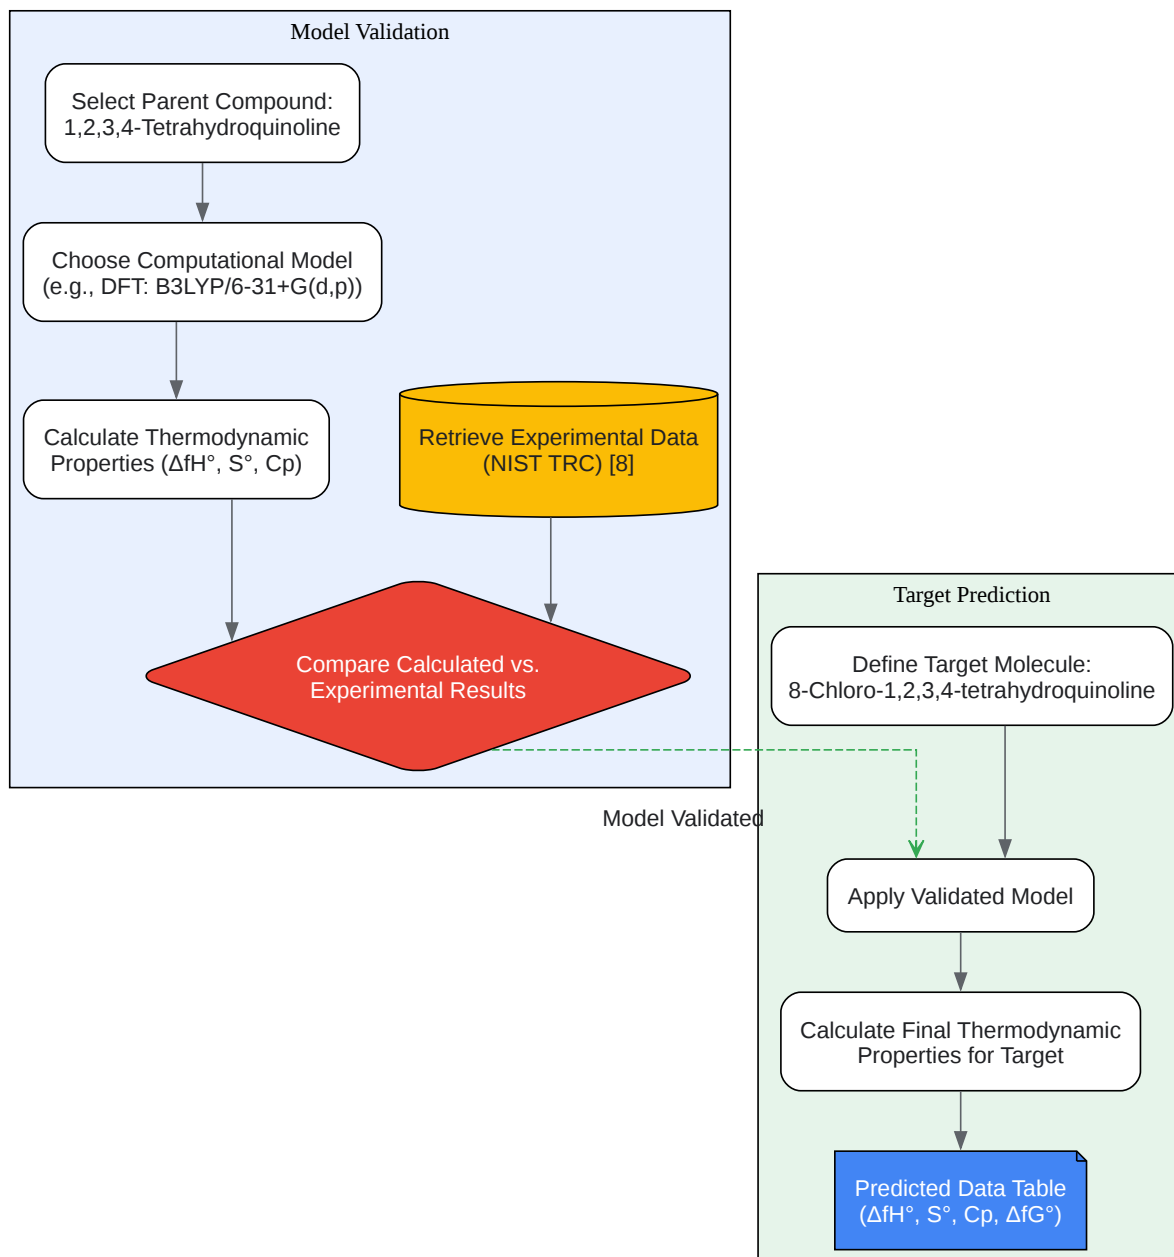 Model Validation
Select Parent Compound:
1,2,3,4-Tetrahydroquinoline
Choose Computational Model
(e.g., DFT: B3LYP/6-31+G(d,p))
Calculate Thermodynamic
Properties (ΔfH°, S°, Cp)
Retrieve Experimental Data
(NIST TRC) [8]
Compare Calculated vs.
Experimental Results
Model Validated
Target Prediction
Define Target Molecule:
8-Chloro-1,2,3,4-tetrahydroquinoline
Apply Validated Model
Calculate Final Thermodynamic
Properties for Target
Predicted Data Table
(ΔfH°, S°, Cp, ΔfG°)